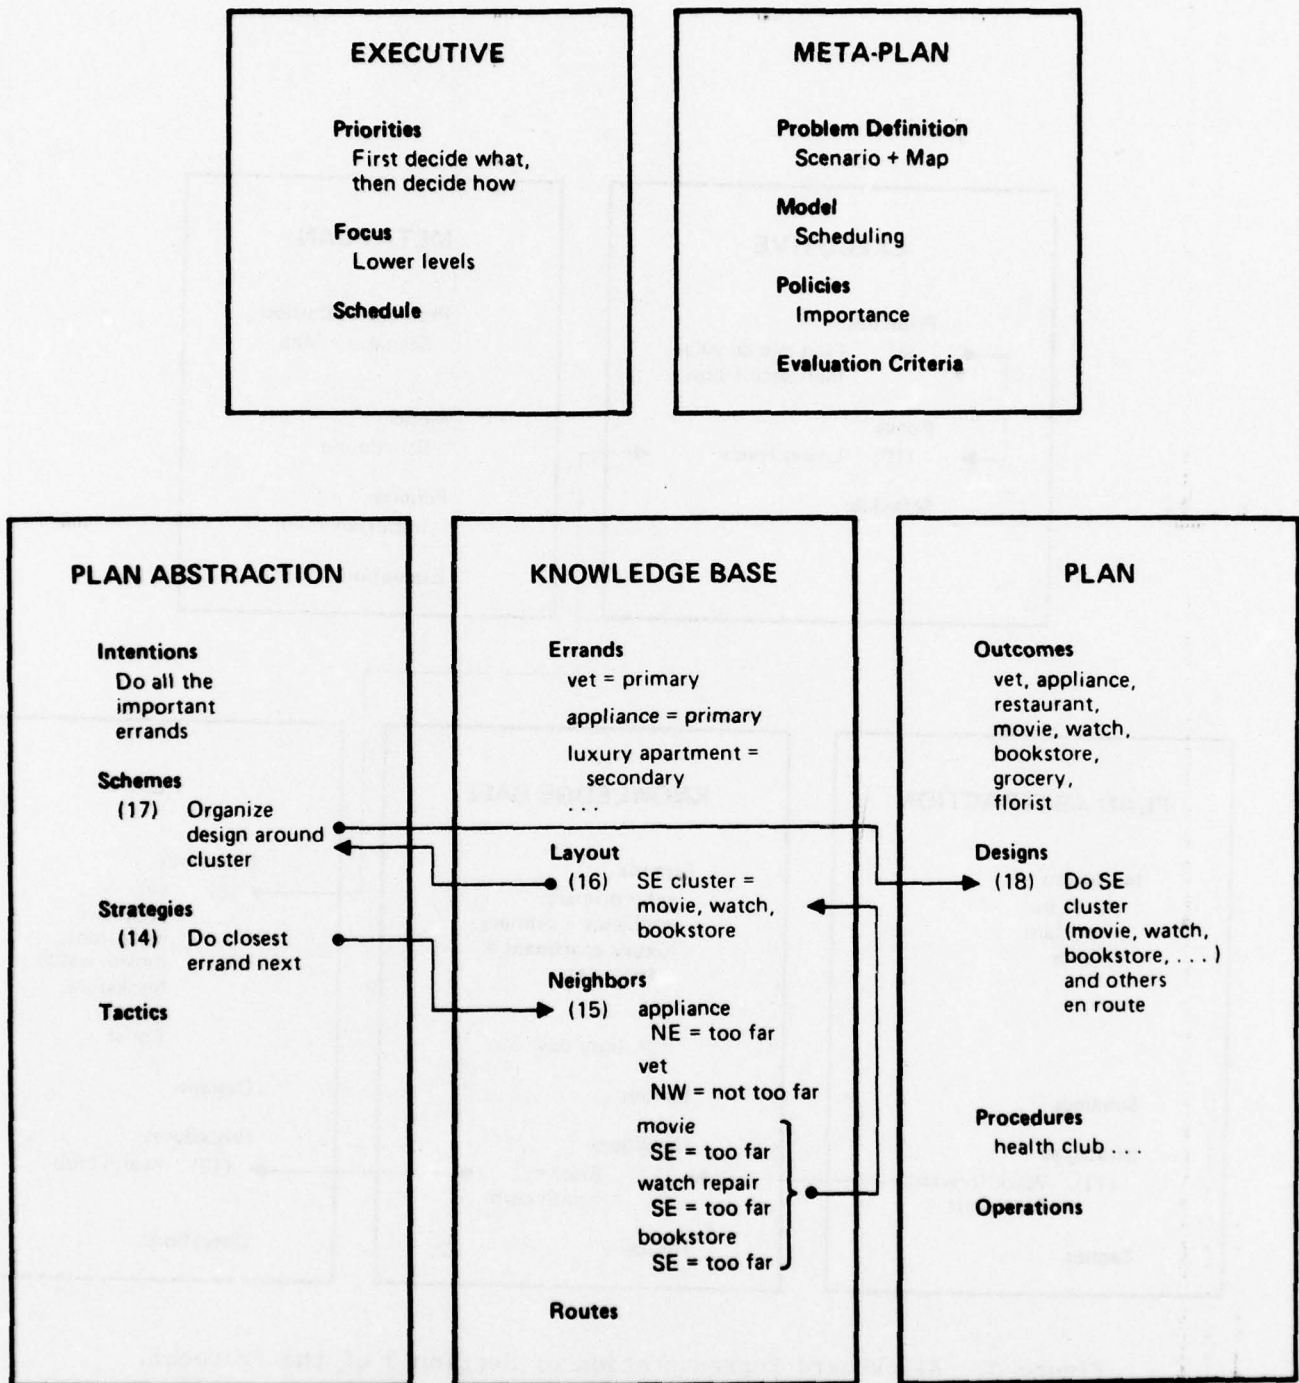 EXECUTIVE
Priorities
First decide what,
then decide how
Focus
Lower levels
Schedule
META-PLAN
Problem Definition
Scenario + Map
Model
Scheduling
Policies
Importance
Evaluation Criteria
PLAN ABSTRACTION
Intentions
Do all the
important
errands
Schemes
(17) Organize
design around
cluster
Strategies
(14) Do closest
errand next
Tactics
KNOWLEDGE BASE
Errands
vet = primary
appliance = primary
luxury apartment =
secondary
. . .
Layout
(16) SE cluster =
movie, watch,
bookstore
Neighbors
(15) appliance
NE = too far
vet
NW = not too far
movie
SE = too far
watch repair
SE = too far
bookstore
SE = too far
Routes
PLAN
Outcomes
vet, appliance,
restaurant,
movie, watch,
bookstore,
grocery,
florist
Designs
(18) Do SE
cluster
(movie, watch,
bookstore, . . . )
and others
en route
Procedures
health club . . .
Operations